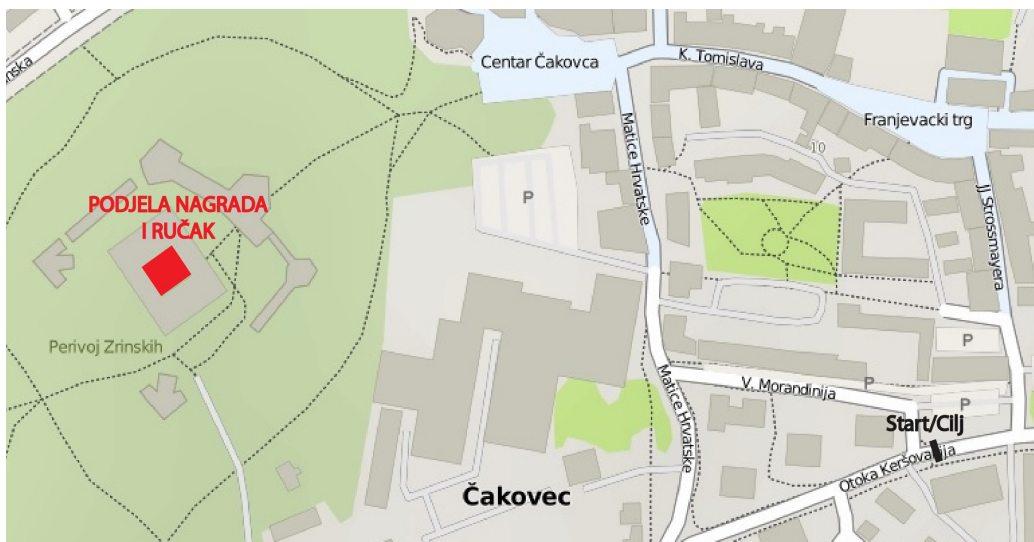 inska
Centar Čakovca
K. Tomislava
Franjevacki trg
10
Matice Hrvatske
JJ. Strossmayera
P
PODJELA NAGRADA
I RUČAK
Perivoj Zrinskih
P
Matice Hrvatske
V. Morandinija
P
P
Start/Cilj
Otoka Keršovanija
Čakovec